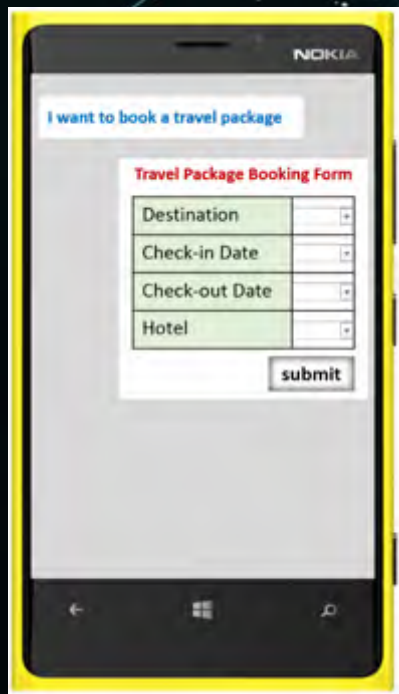 NOKIA
I want to book a travel package
Travel Package Booking Form
Destination
Check-in Date
Check-out Date
Hotel
submit